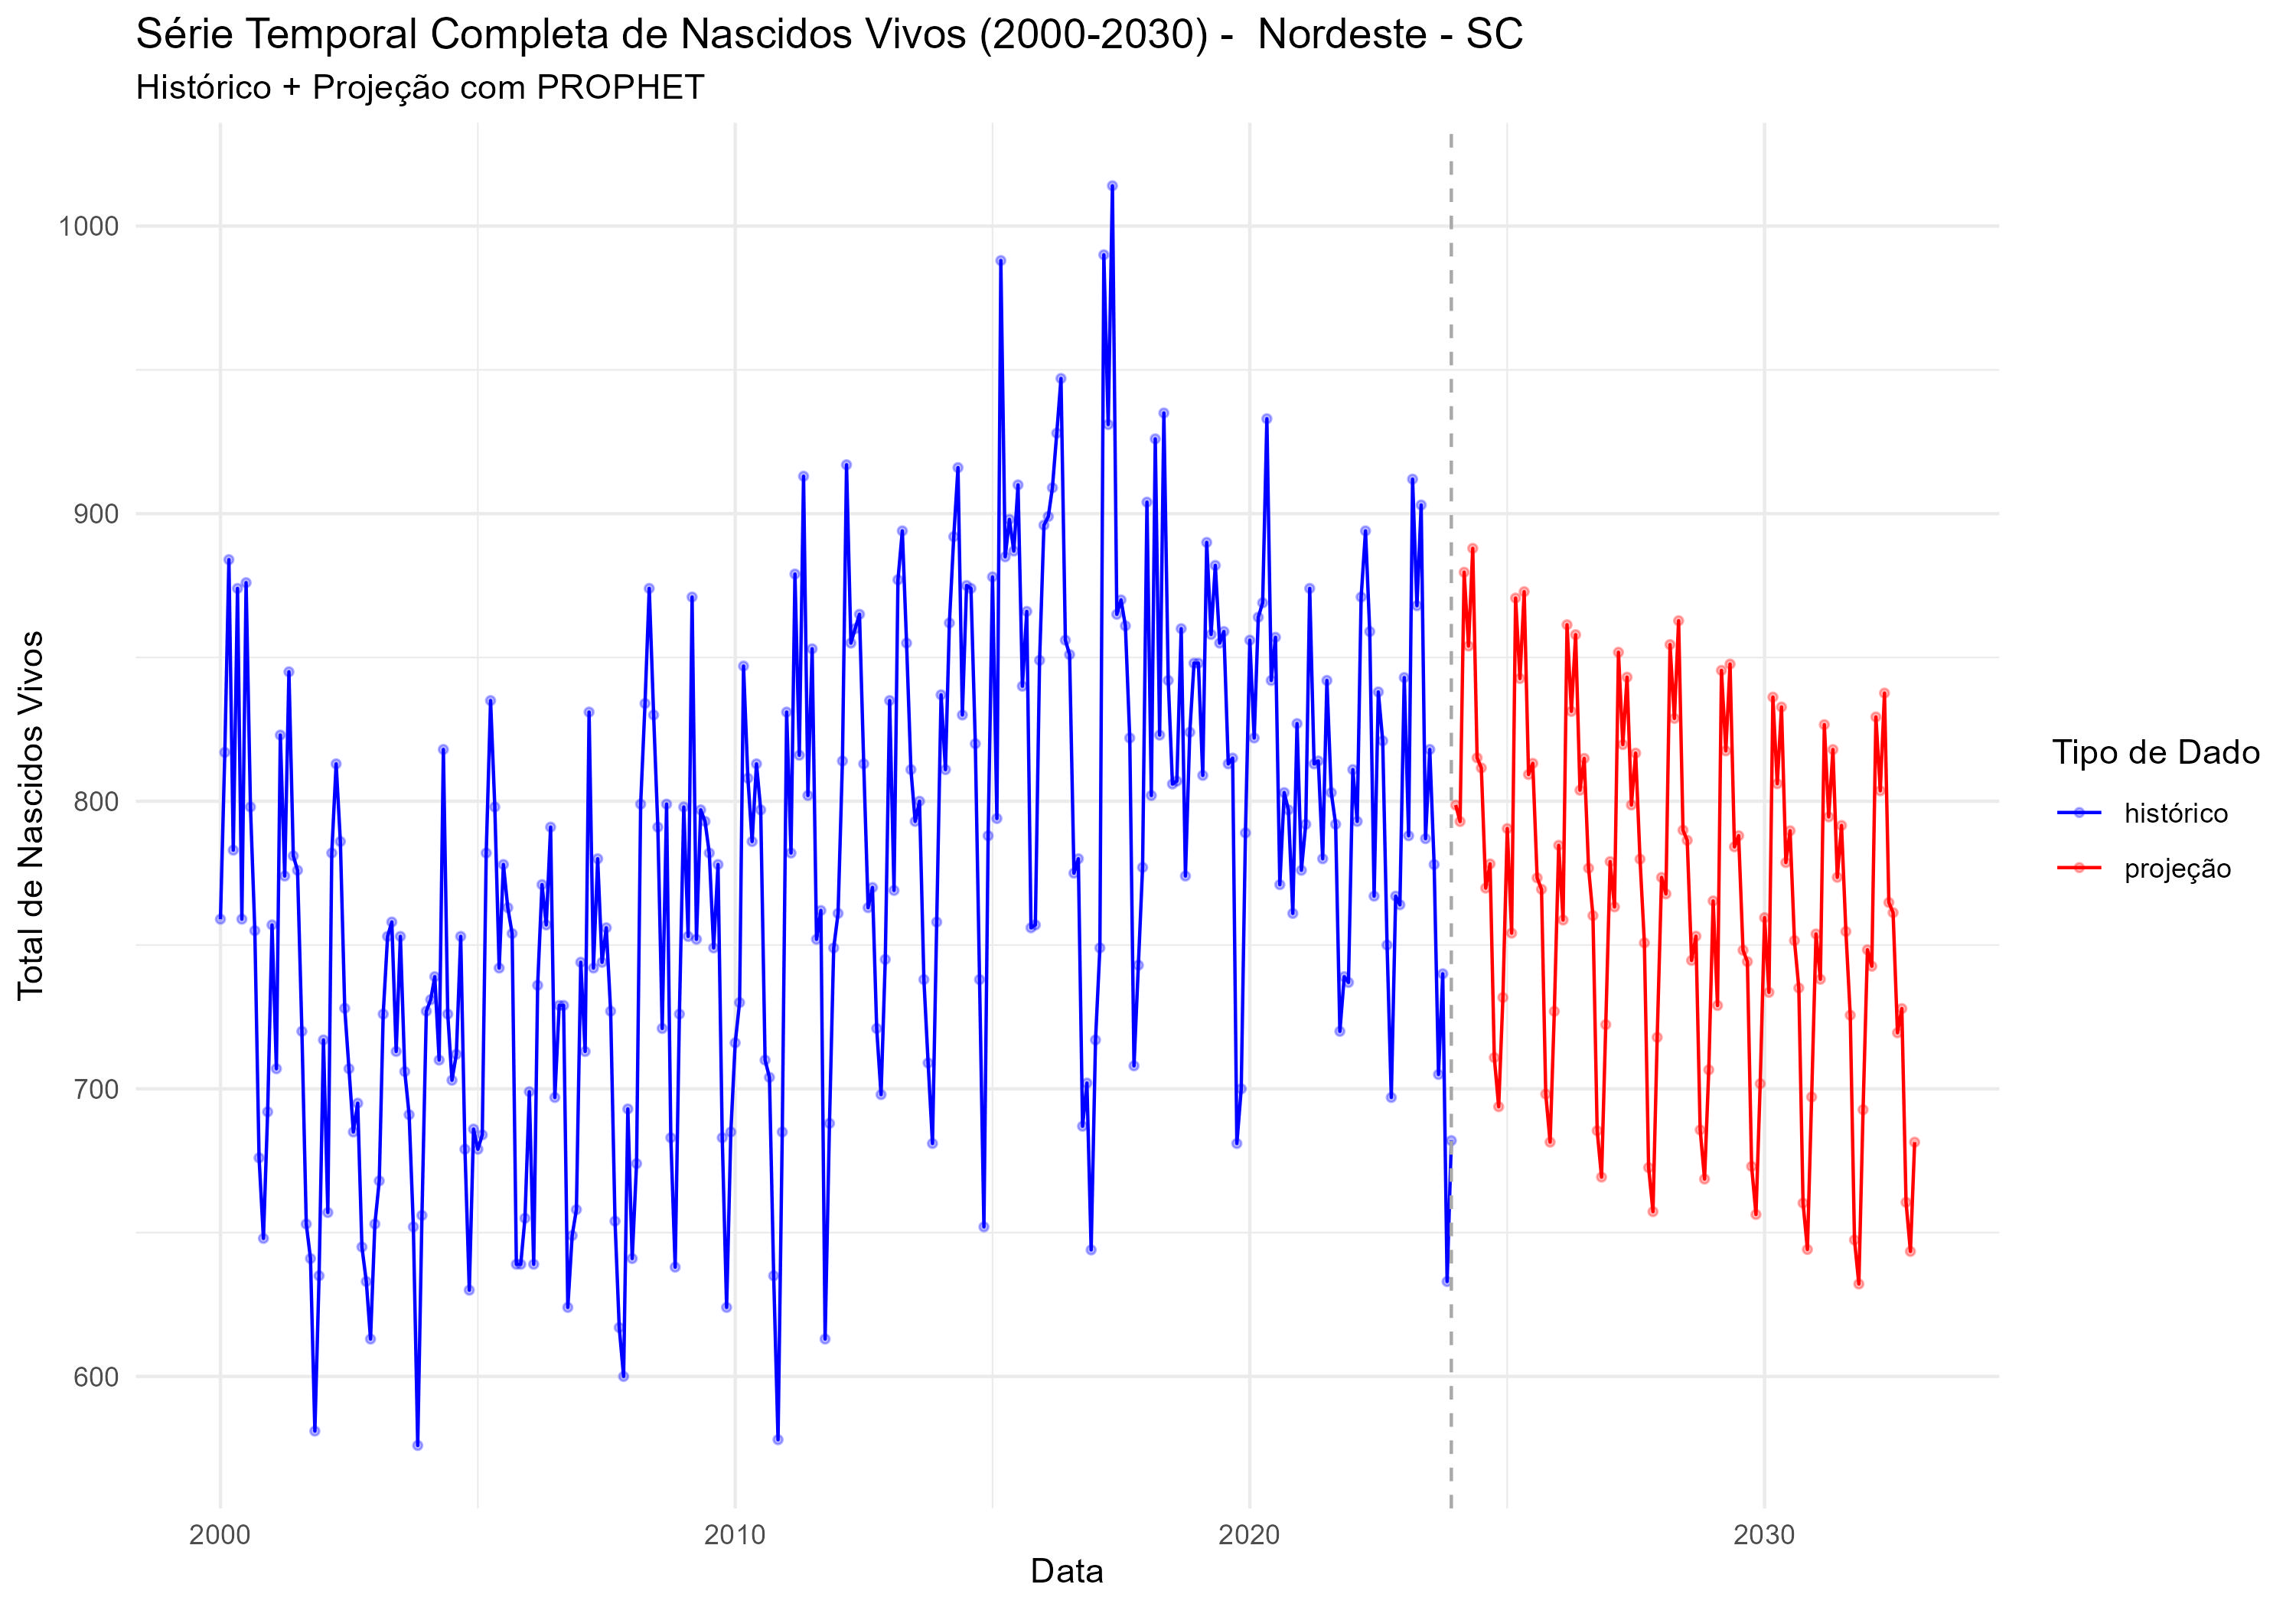 Série Temporal Completa de Nascidos Vivos (2000-2030) -  Nordeste - SC
Histórico + Projeção com PROPHET
Total de Nascidos Vivos
1000
900
800
700
600
2000
2010
2020
2030
Data
Tipo de Dado
histórico
projeção